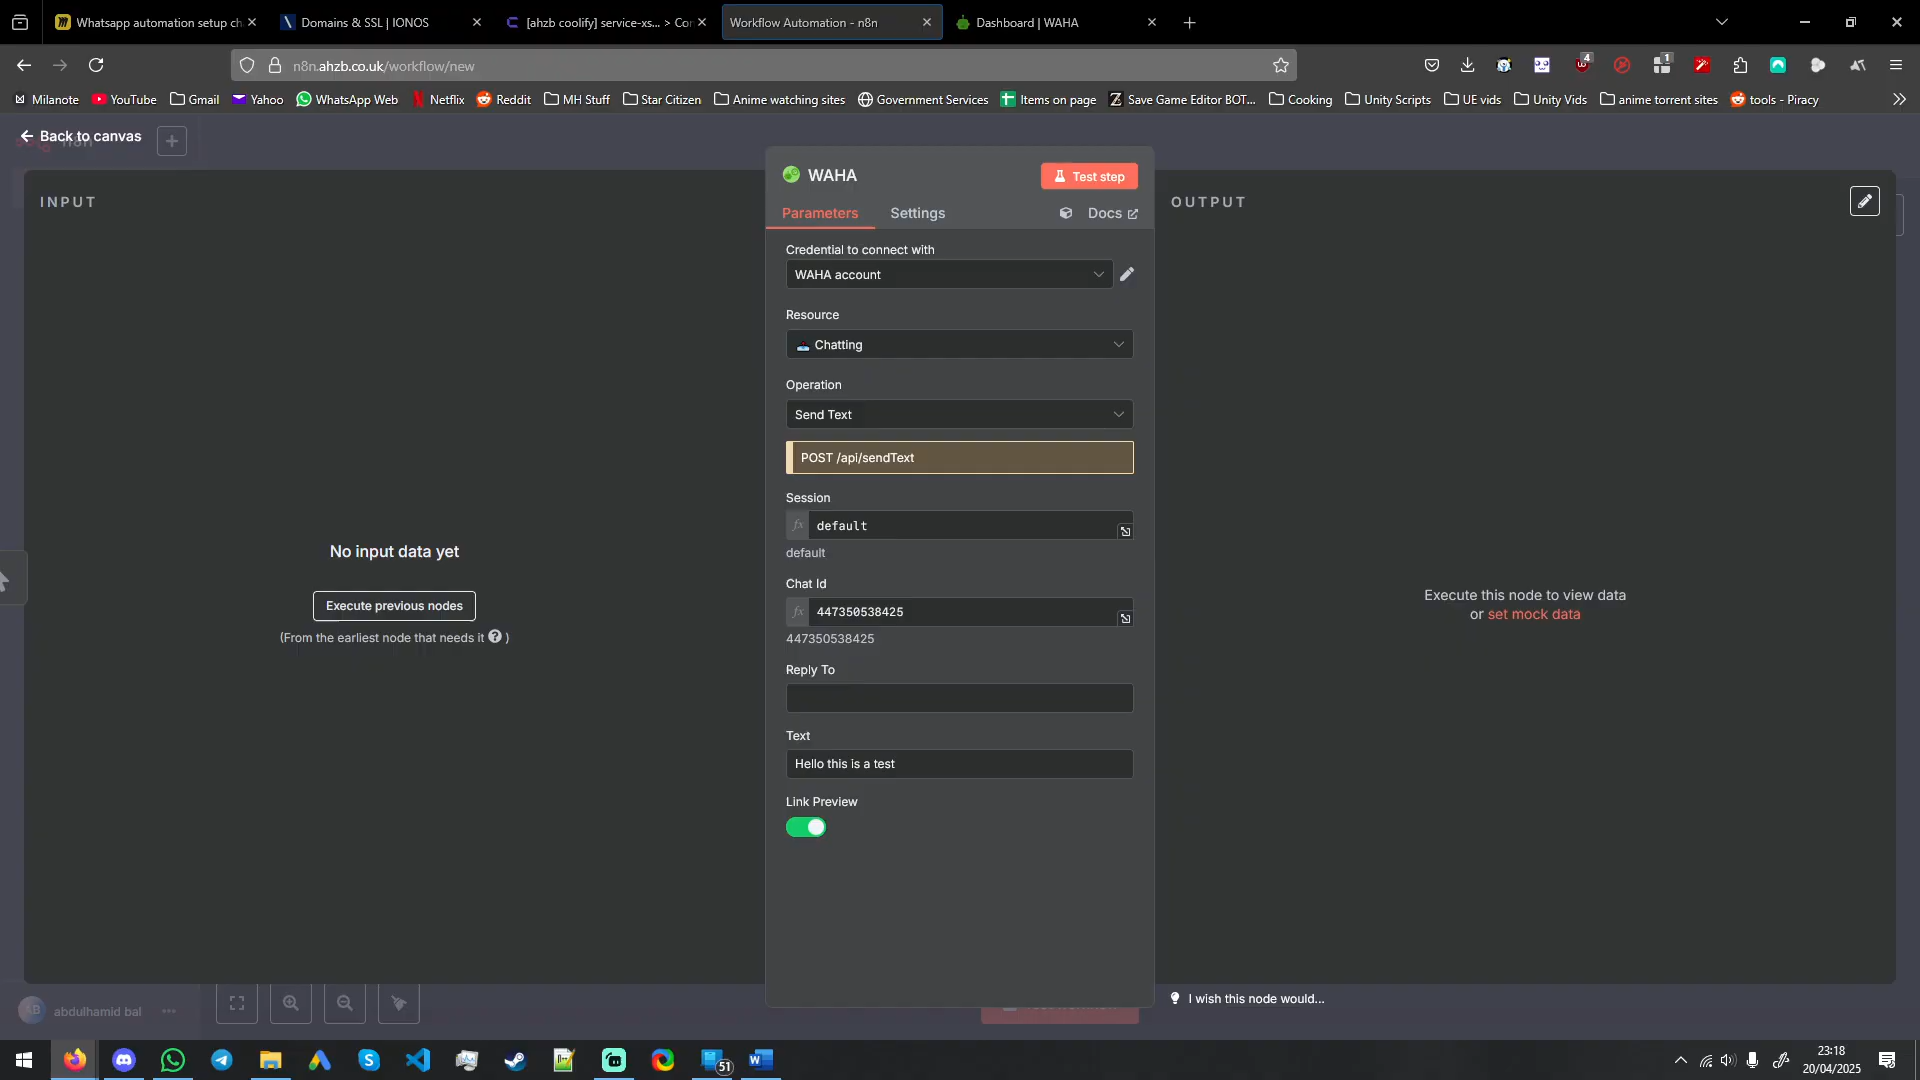 Whatsapp automation setup ch
Domains & SSL | IONOS
[ahzb coolify] service-xs... > Cor
Workflow Automation - n8n
Dashboard | WAHA
n8n.ahzb.co.uk/workflow/new
4
1
Milanote
YouTube
Gmail
Yahoo
WhatsApp Web
Netflix
Reddit
MH Stuff
Star Citizen
Anime watching sites
Government Services
Items on page
Save Game Editor BOT...
Cooking
Unity Scripts
UE vids
Unity Vids
anime torrent sites
tools - Piracy
Back to canvas
n8n
INPUT
No input data yet
Execute previous nodes
(From the earliest node that needs it ? )
WAHA
Test step
Parameters
Settings
Docs
Credential to connect with
WAHA account
Resource
Chatting
Operation
Send Text
POST /api/sendText
Session
fx default
default
Chat Id
fx 447350538425
447350538425
Reply To
Text
Hello this is a test
Link Preview
OUTPUT
Execute this node to view data
or set mock data
I wish this node would...
AB
abdulhamid bal
51
23:18
20/04/2025